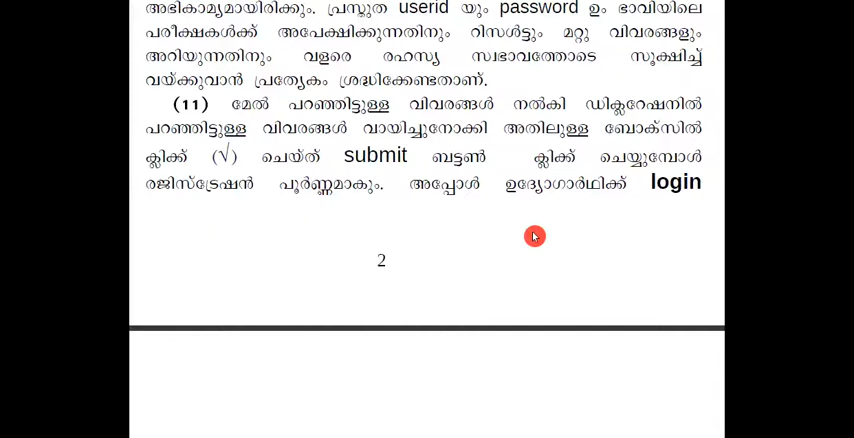 അഭികാമ്യമായിരിക്കും. പ്രസ്തുത userid യും password ഉം ഭാവിയിലെ
പരീക്ഷകൾക്ക് അപേക്ഷിക്കുന്നതിനും റിസൾട്ടും മറ്റു വിവരങ്ങളും
അറിയുന്നതിനും വളരെ രഹസ്യ സ്വഭാവത്തോടെ സൂക്ഷിച്ച്
വയ്ക്കുവാൻ പ്രത്യേകം ശ്രദ്ധിക്കേണ്ടതാണ്.
(11) മേൽ പറഞ്ഞിട്ടുള്ള വിവരങ്ങൾ നൽകി ഡിക്ലറേഷനിൽ
പറഞ്ഞിട്ടുള്ള വിവരങ്ങൾ വായിച്ചുനോക്കി അതിലുള്ള ബോക്സിൽ
ക്ലിക്ക് (√) ചെയ്ത് submit ബട്ടൺ ക്ലിക്ക് ചെയ്യുമ്പോൾ
രജിസ്ട്രേഷൻ പൂർണ്ണമാകും. അപ്പോൾ ഉദ്യോഗാർഥിക്ക് login
2